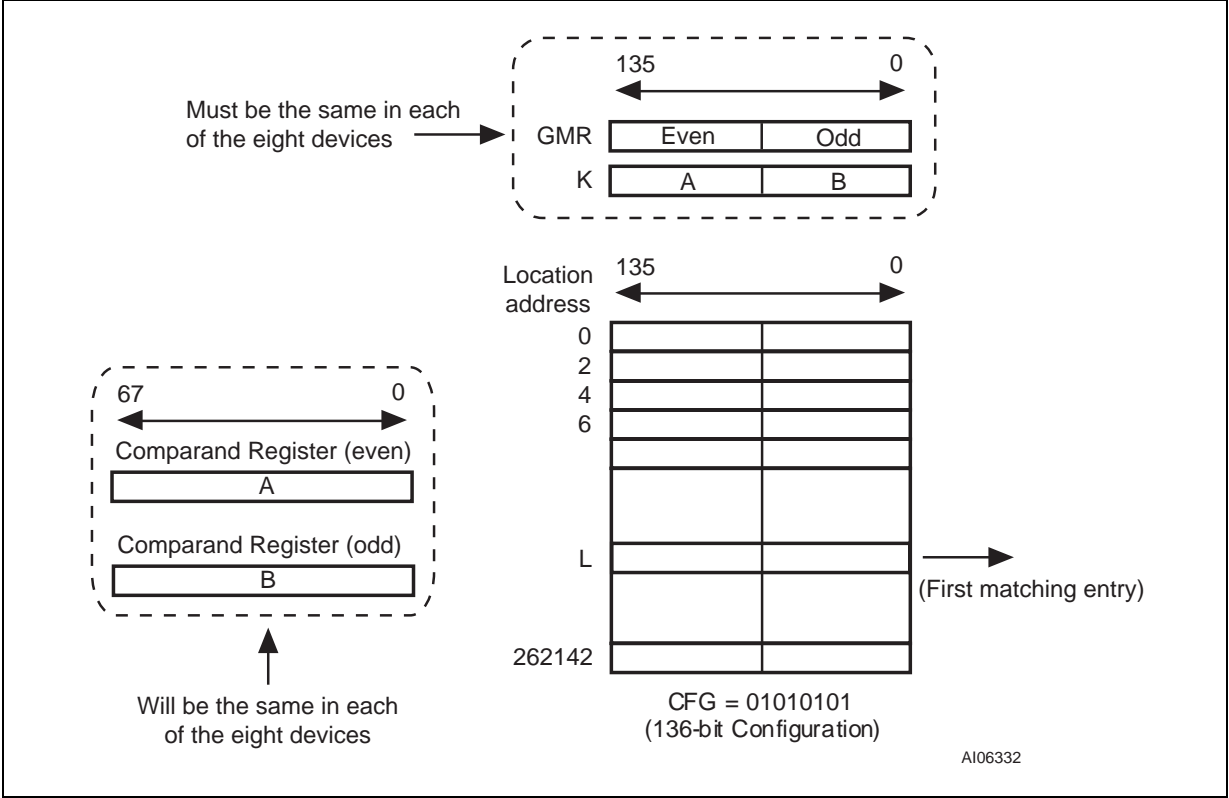 135 0
Must be the same in each
of the eight devices
GMR Even Odd
K A B
Location
address
135 0
0
2
4
6
67 0
Comparand Register (even)
A
Comparand Register (odd)
B
L
(First matching entry)
262142
Will be the same in each
of the eight devices
CFG = 01010101
(136-bit Configuration)
AI06332